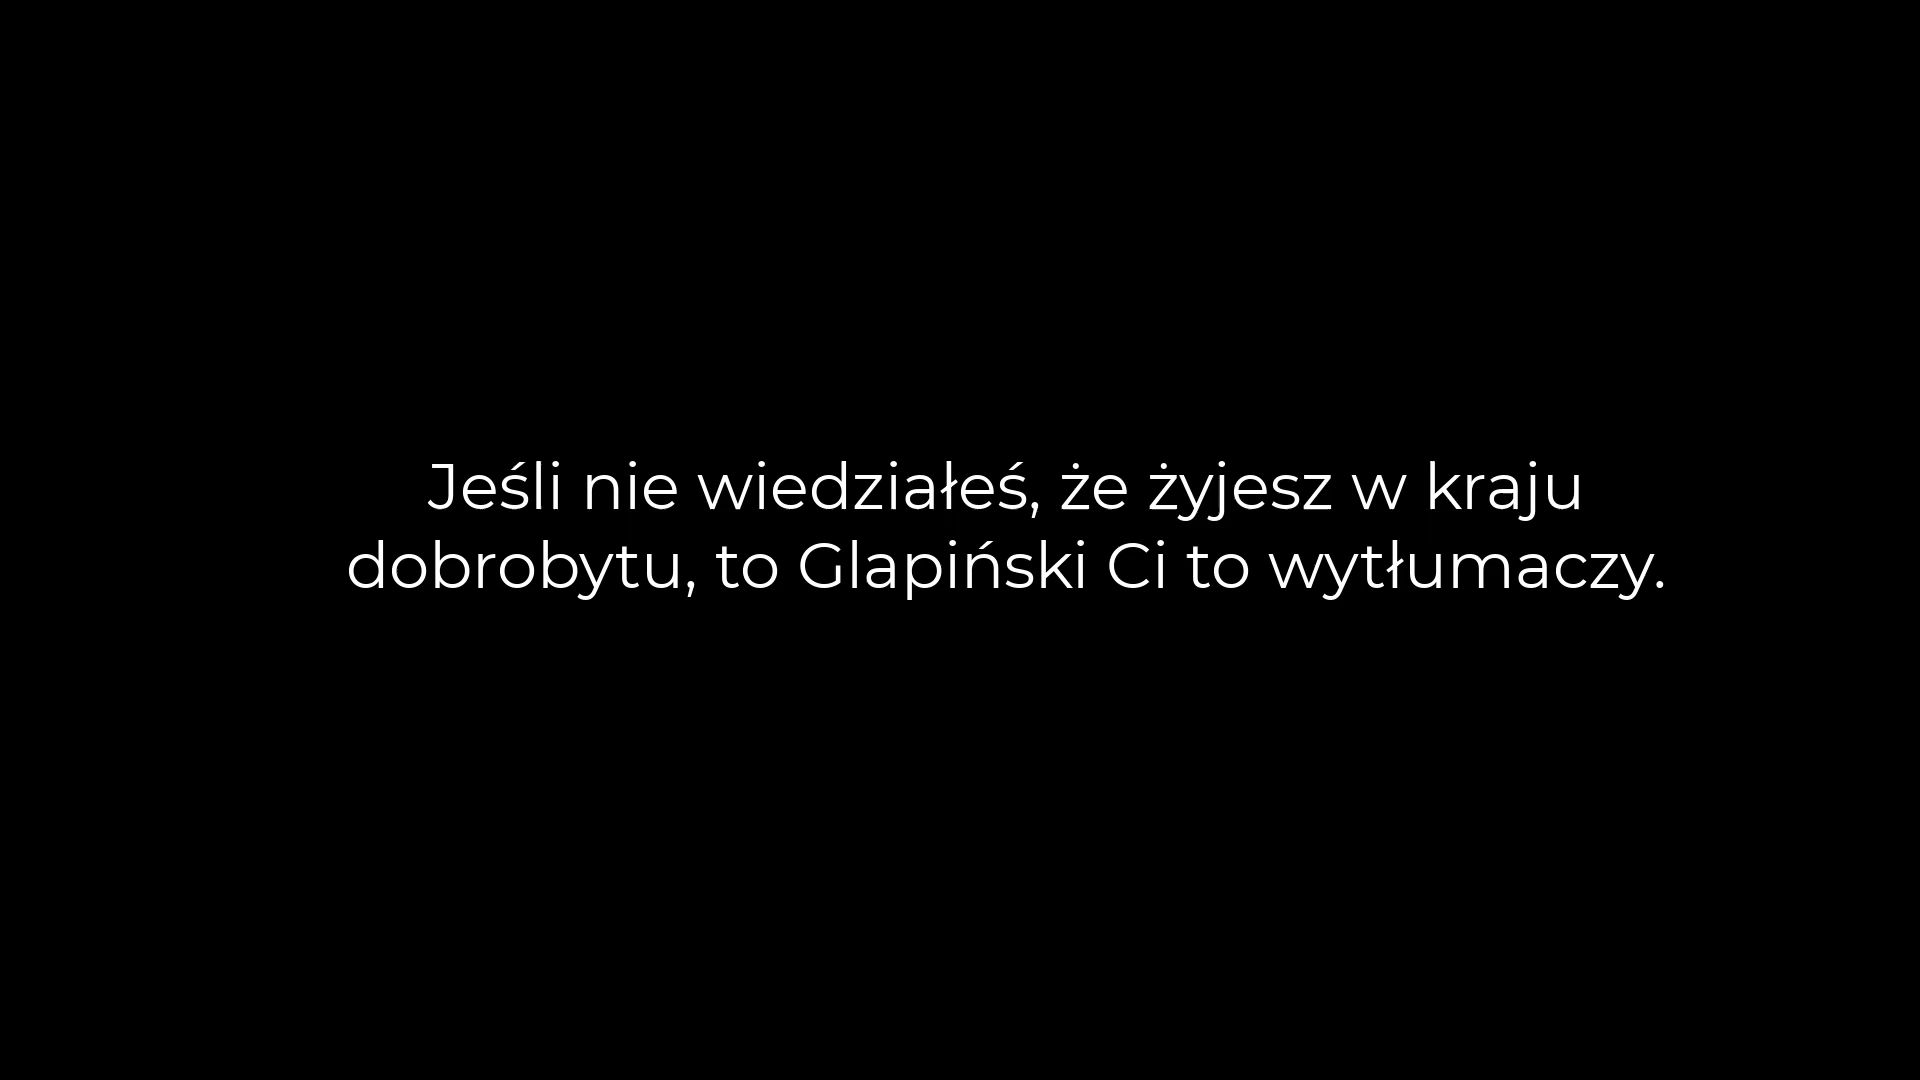 Jeśli nie wiedziałeś, że żyjesz w kraju
dobrobytu, to Glapiński Ci to wytłumaczy.